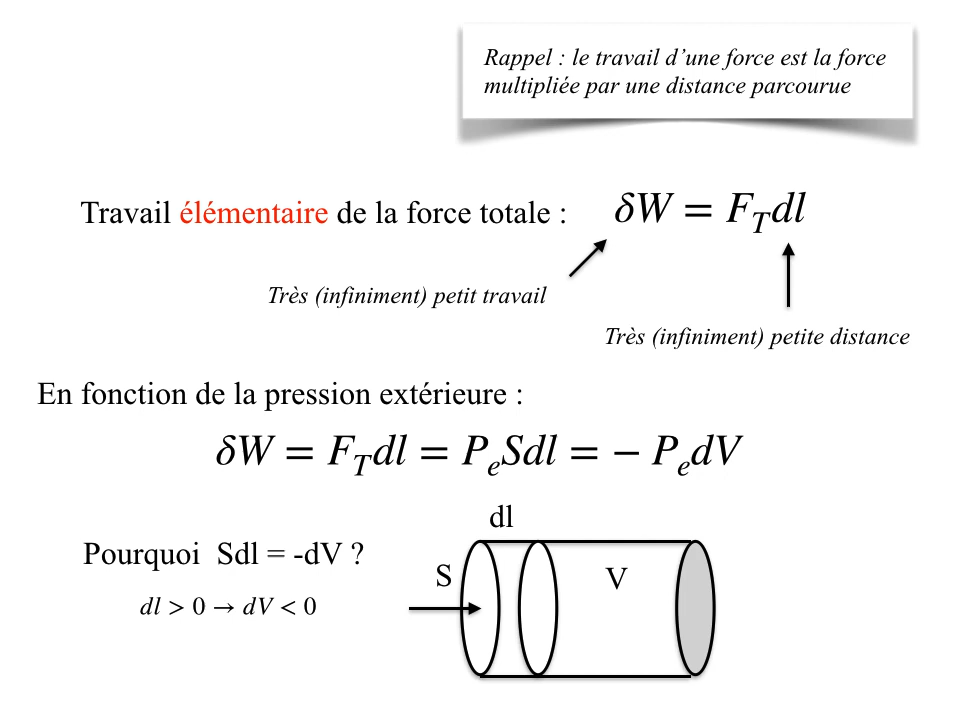 Rappel : le travail d’une force est la force
multipliée par une distance parcourue
Travail élémentaire de la force totale : δW = F_T dl
Très (infiniment) petit travail
Très (infiniment) petite distance
En fonction de la pression extérieure :
δW = F_T dl = P_e Sdl = − P_e dV
dl
Pourquoi Sdl = -dV ?
S
V
dl > 0 → dV < 0